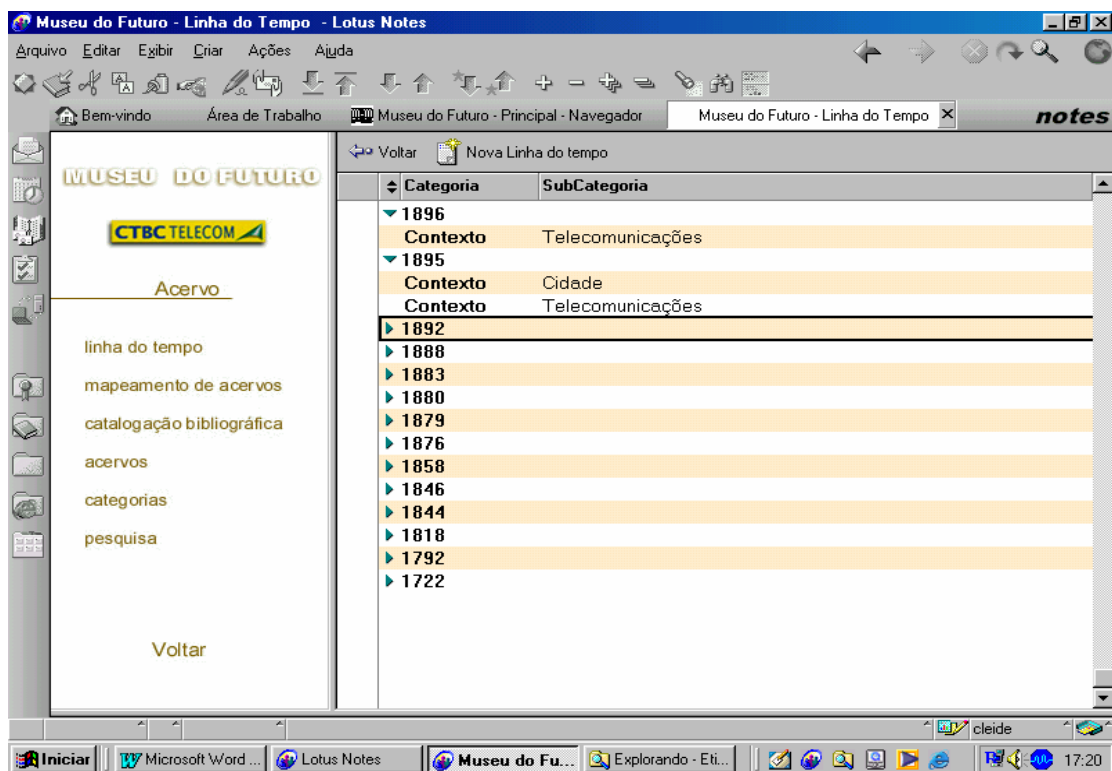 Museu do Futuro - Linha do Tempo - Lotus Notes
Arquivo Editar Exibir Criar Ações Ajuda
Bem-vindo Área de Trabalho Museu do Futuro - Principal - Navegador Museu do Futuro - Linha do Tempo notes
Voltar Nova Linha do tempo
MUSEU DO FUTURO
CTBC TELECOM
Acervo
linha do tempo
mapeamento de acervos
catalogação bibliográfica
acervos
categorias
pesquisa
Voltar
Categoria SubCategoria
1896
Contexto Telecomunicações
1895
Contexto Cidade
Contexto Telecomunicações
1892
1888
1883
1880
1879
1876
1858
1846
1844
1818
1792
1722
cleide
Iniciar Microsoft Word ... Lotus Notes Museu do Fu... Explorando - Eti... 17:20